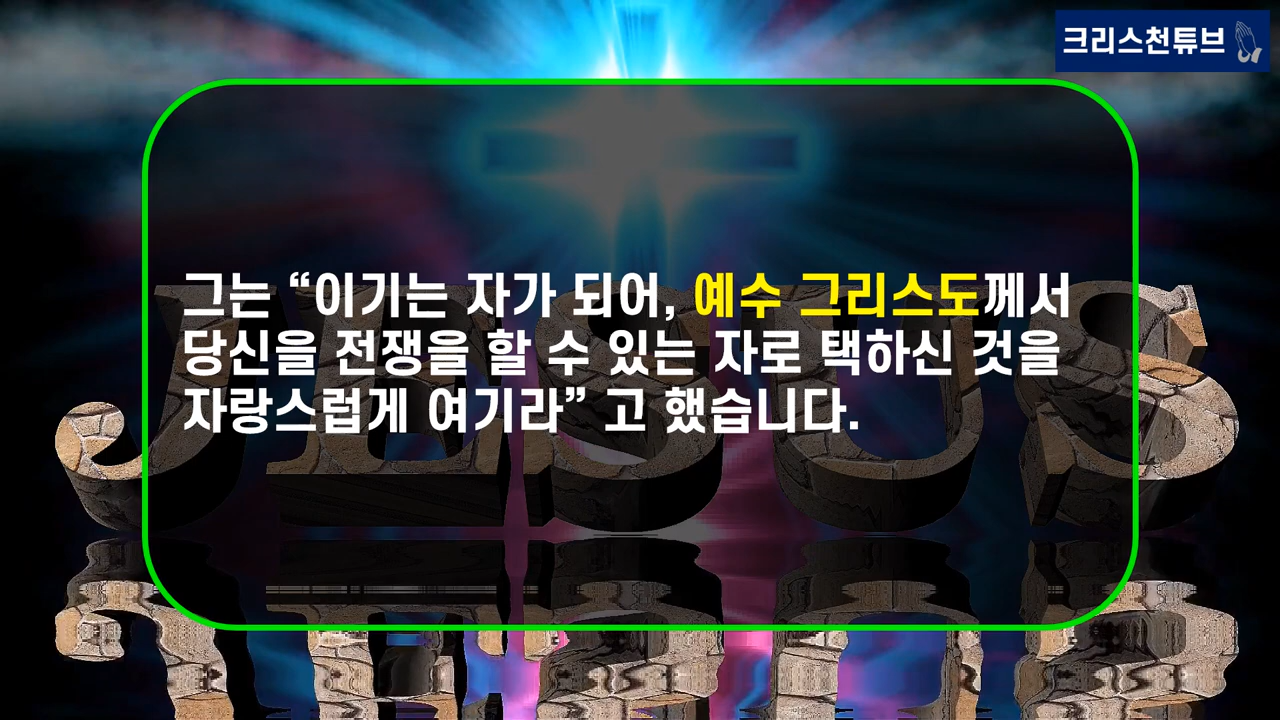 크리스천튜브
그는 “이기는 자가 되어, 예수 그리스도께서
당신을 전쟁을 할 수 있는 자로 택하신 것을
자랑스럽게 여기라” 고 했습니다.
JESUS